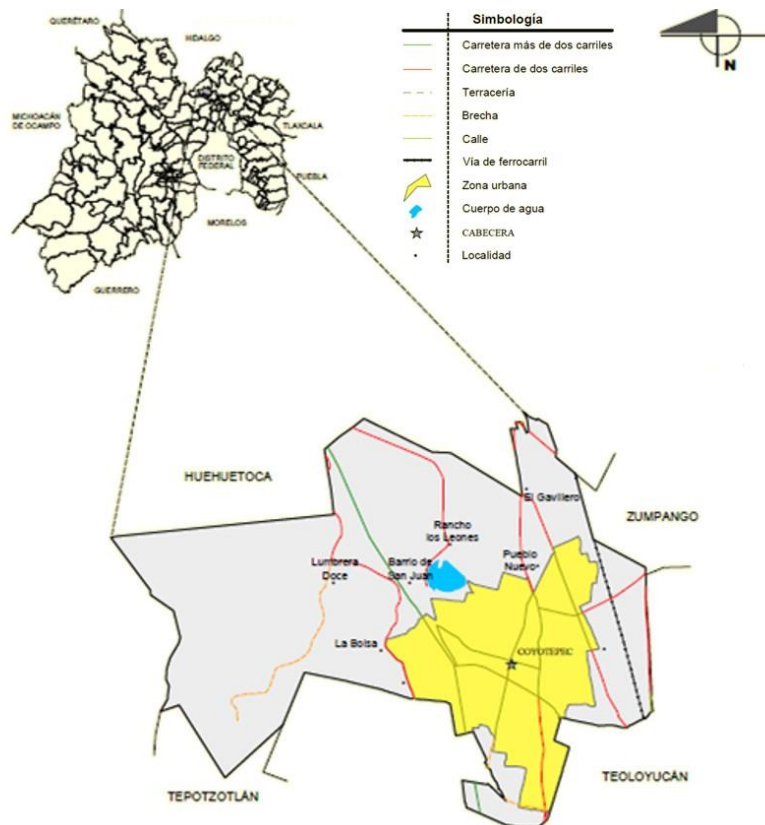 QUERÉTARO
HIDALGO
MICHOACÁN
DE OCAMPO
TLAXCALA
DISTRITO
FEDERAL
PUEBLA
MORELOS
GUERRERO
Simbología
Carretera más de dos carriles
Carretera de dos carriles
Terracería
Brecha
Calle
Vía de ferrocarril
Zona urbana
Cuerpo de agua
CABECERA
Localidad
N
HUEHUETOCA
El Gavillero
ZUMPANGO
Rancho
los Leones
Lumbrera
Doce
Barrio de
San Juan
Pueblo
Nuevo
La Bolsa
COYOTEPEC
TEPOTZOTLÁN
TEOLOYUCÁN